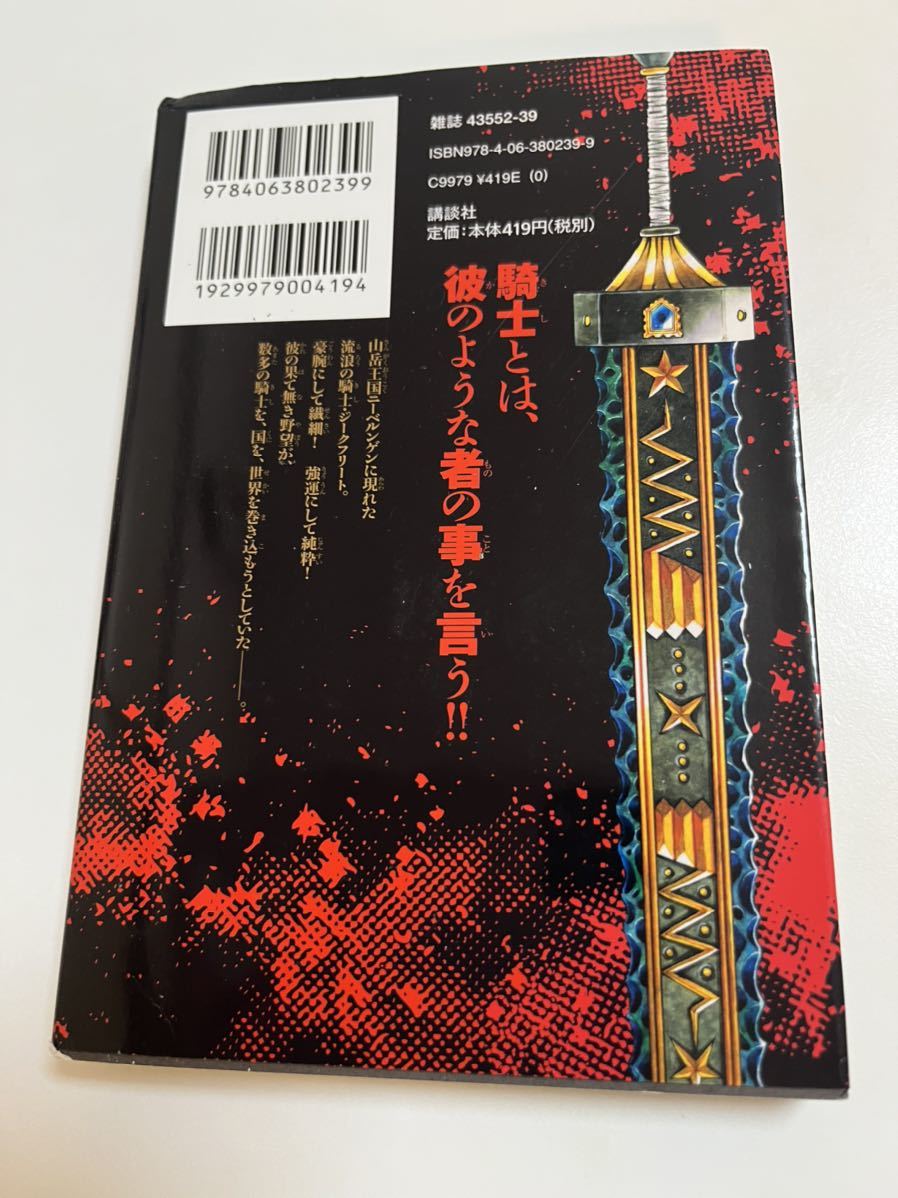 雑誌 43552-39
ISBN978-4-06-380239-9
C9979 ¥419E (0)
講談社
定価：本体419円(税別)
9784063802399
1929979004194
騎士とは、
彼のような者の事を言う!!
山岳王国ニーベルンゲンに現れた
流浪の騎士・ジークフリート。
豪腕にして繊細！　強運にして純粋！
彼の果て無き野望が、
数多の騎士を、国を、世界を巻き込もうとしていた――。